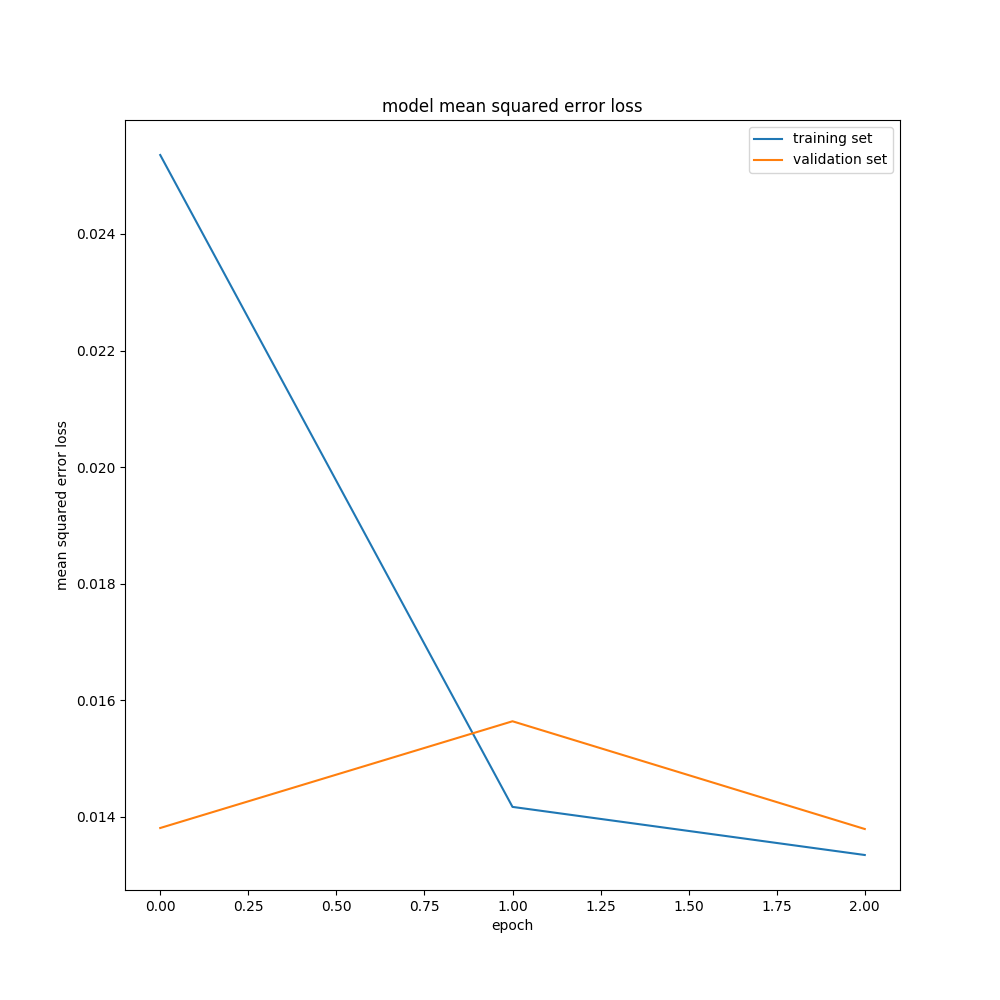 model mean squared error loss
training set
validation set
0.024
0.022
0.020
0.018
0.016
0.014
mean squared error loss
0.00 0.25 0.50 0.75 1.00 1.25 1.50 1.75 2.00
epoch